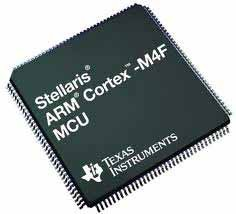 Stellaris®
ARM® Cortex™-M4F
MCU
TEXAS
INSTRUMENTS